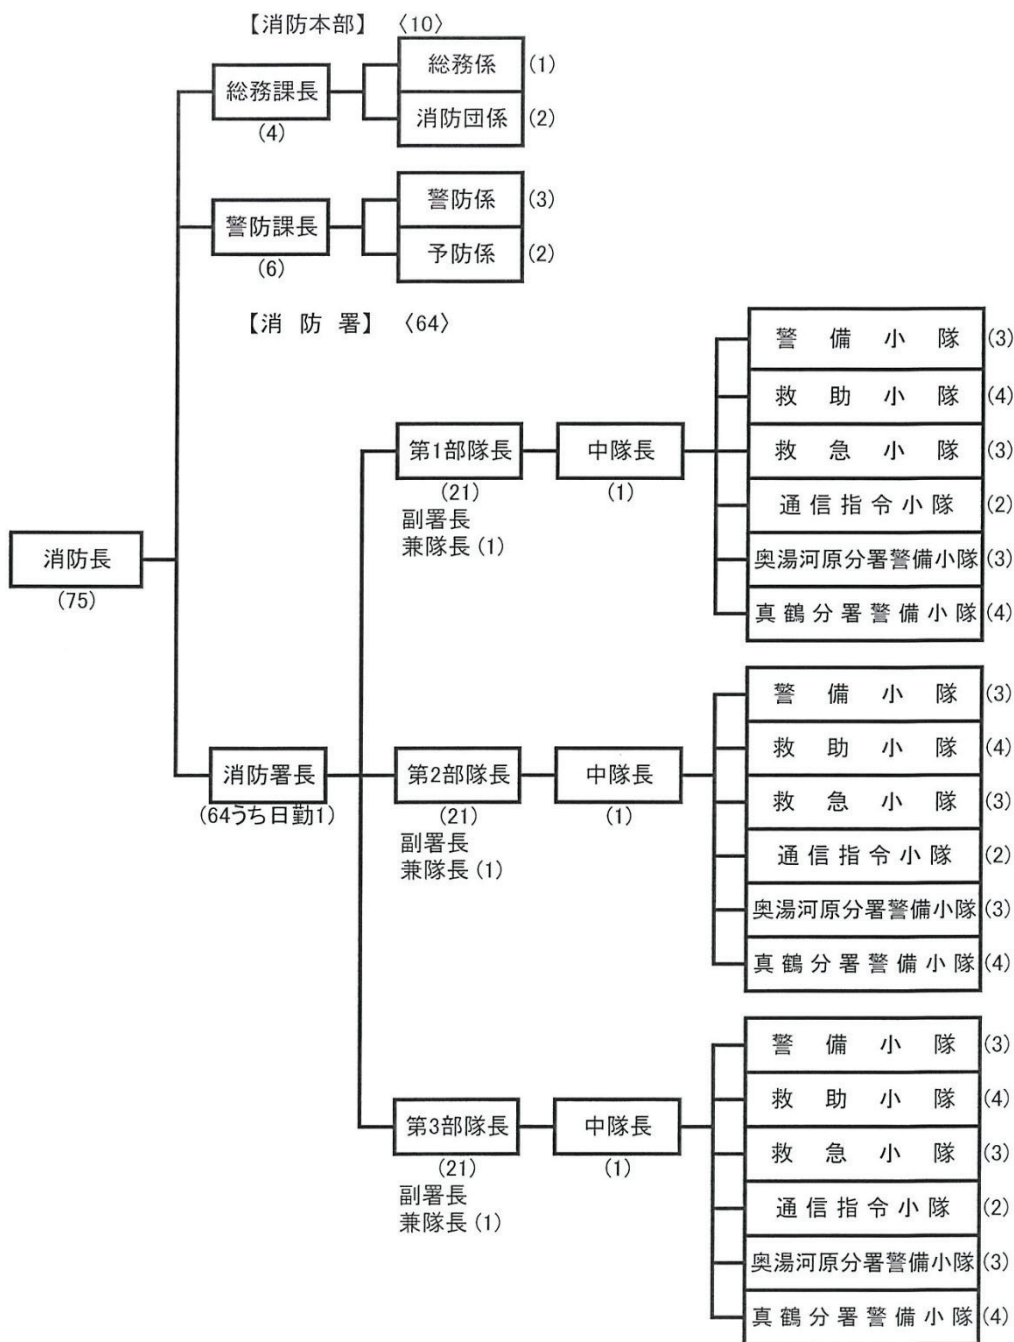 【消防本部】 〈10〉
総務課長
(4)
総務係 (1)
消防団係 (2)
警防課長
(6)
警防係 (3)
予防係 (2)
【消 防 署】 〈64〉
消防長
(75)
消防署長
(64うち日勤1)
第1部隊長
(21)
副署長
兼隊長(1)
中隊長
(1)
警備小隊 (3)
救助小隊 (4)
救急小隊 (3)
通信指令小隊 (2)
奥湯河原分署警備小隊 (3)
真鶴分署警備小隊 (4)
第2部隊長
(21)
副署長
兼隊長(1)
中隊長
(1)
警備小隊 (3)
救助小隊 (4)
救急小隊 (3)
通信指令小隊 (2)
奥湯河原分署警備小隊 (3)
真鶴分署警備小隊 (4)
第3部隊長
(21)
副署長
兼隊長(1)
中隊長
(1)
警備小隊 (3)
救助小隊 (4)
救急小隊 (3)
通信指令小隊 (2)
奥湯河原分署警備小隊 (3)
真鶴分署警備小隊 (4)